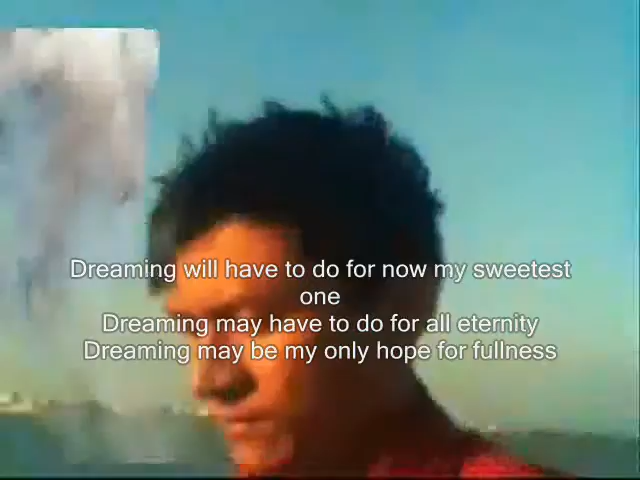 Dreaming will have to do for now my sweetest
one
Dreaming may have to do for all eternity
Dreaming may be my only hope for fullness